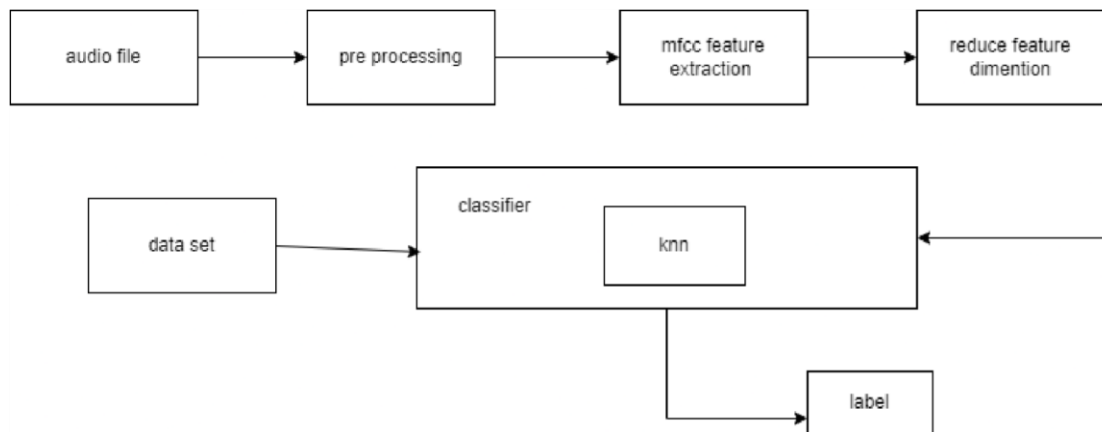 audio file
pre processing
mfcc feature
extraction
reduce feature
dimention
classifier
knn
data set
label